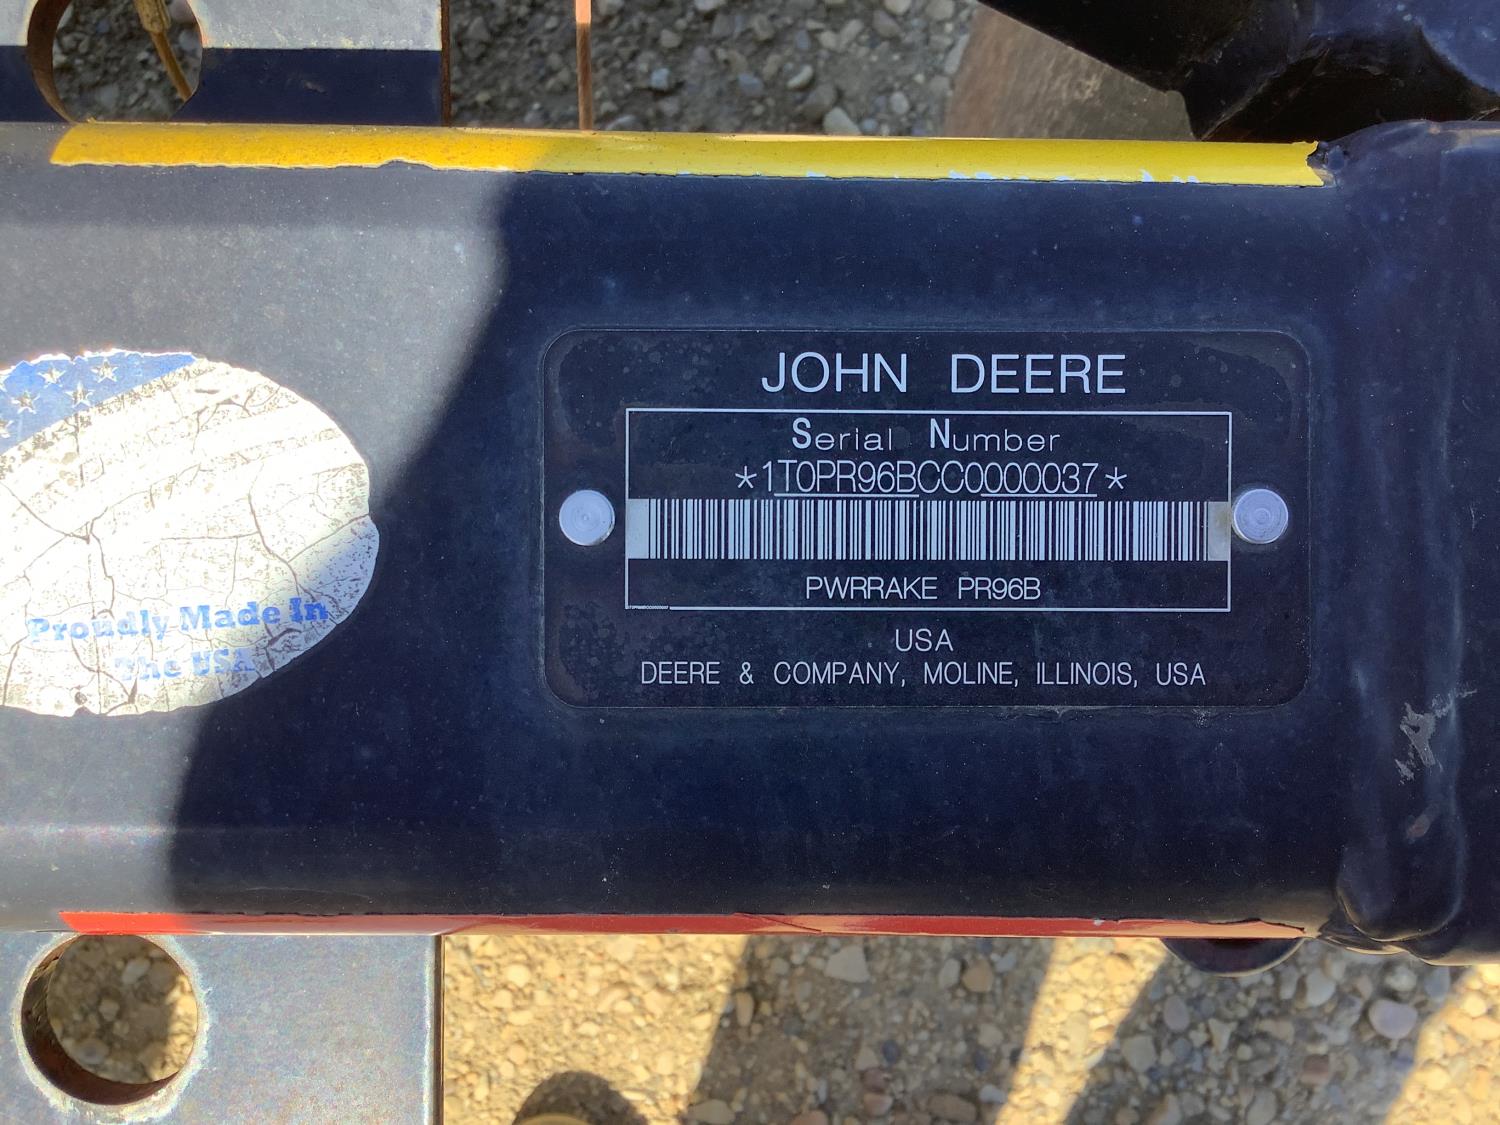 JOHN DEERE
Serial Number
*1T0PR96BCC0000037*
PWRRAKE PR96B
USA
DEERE & COMPANY, MOLINE, ILLINOIS, USA
Proudly Made In
The USA